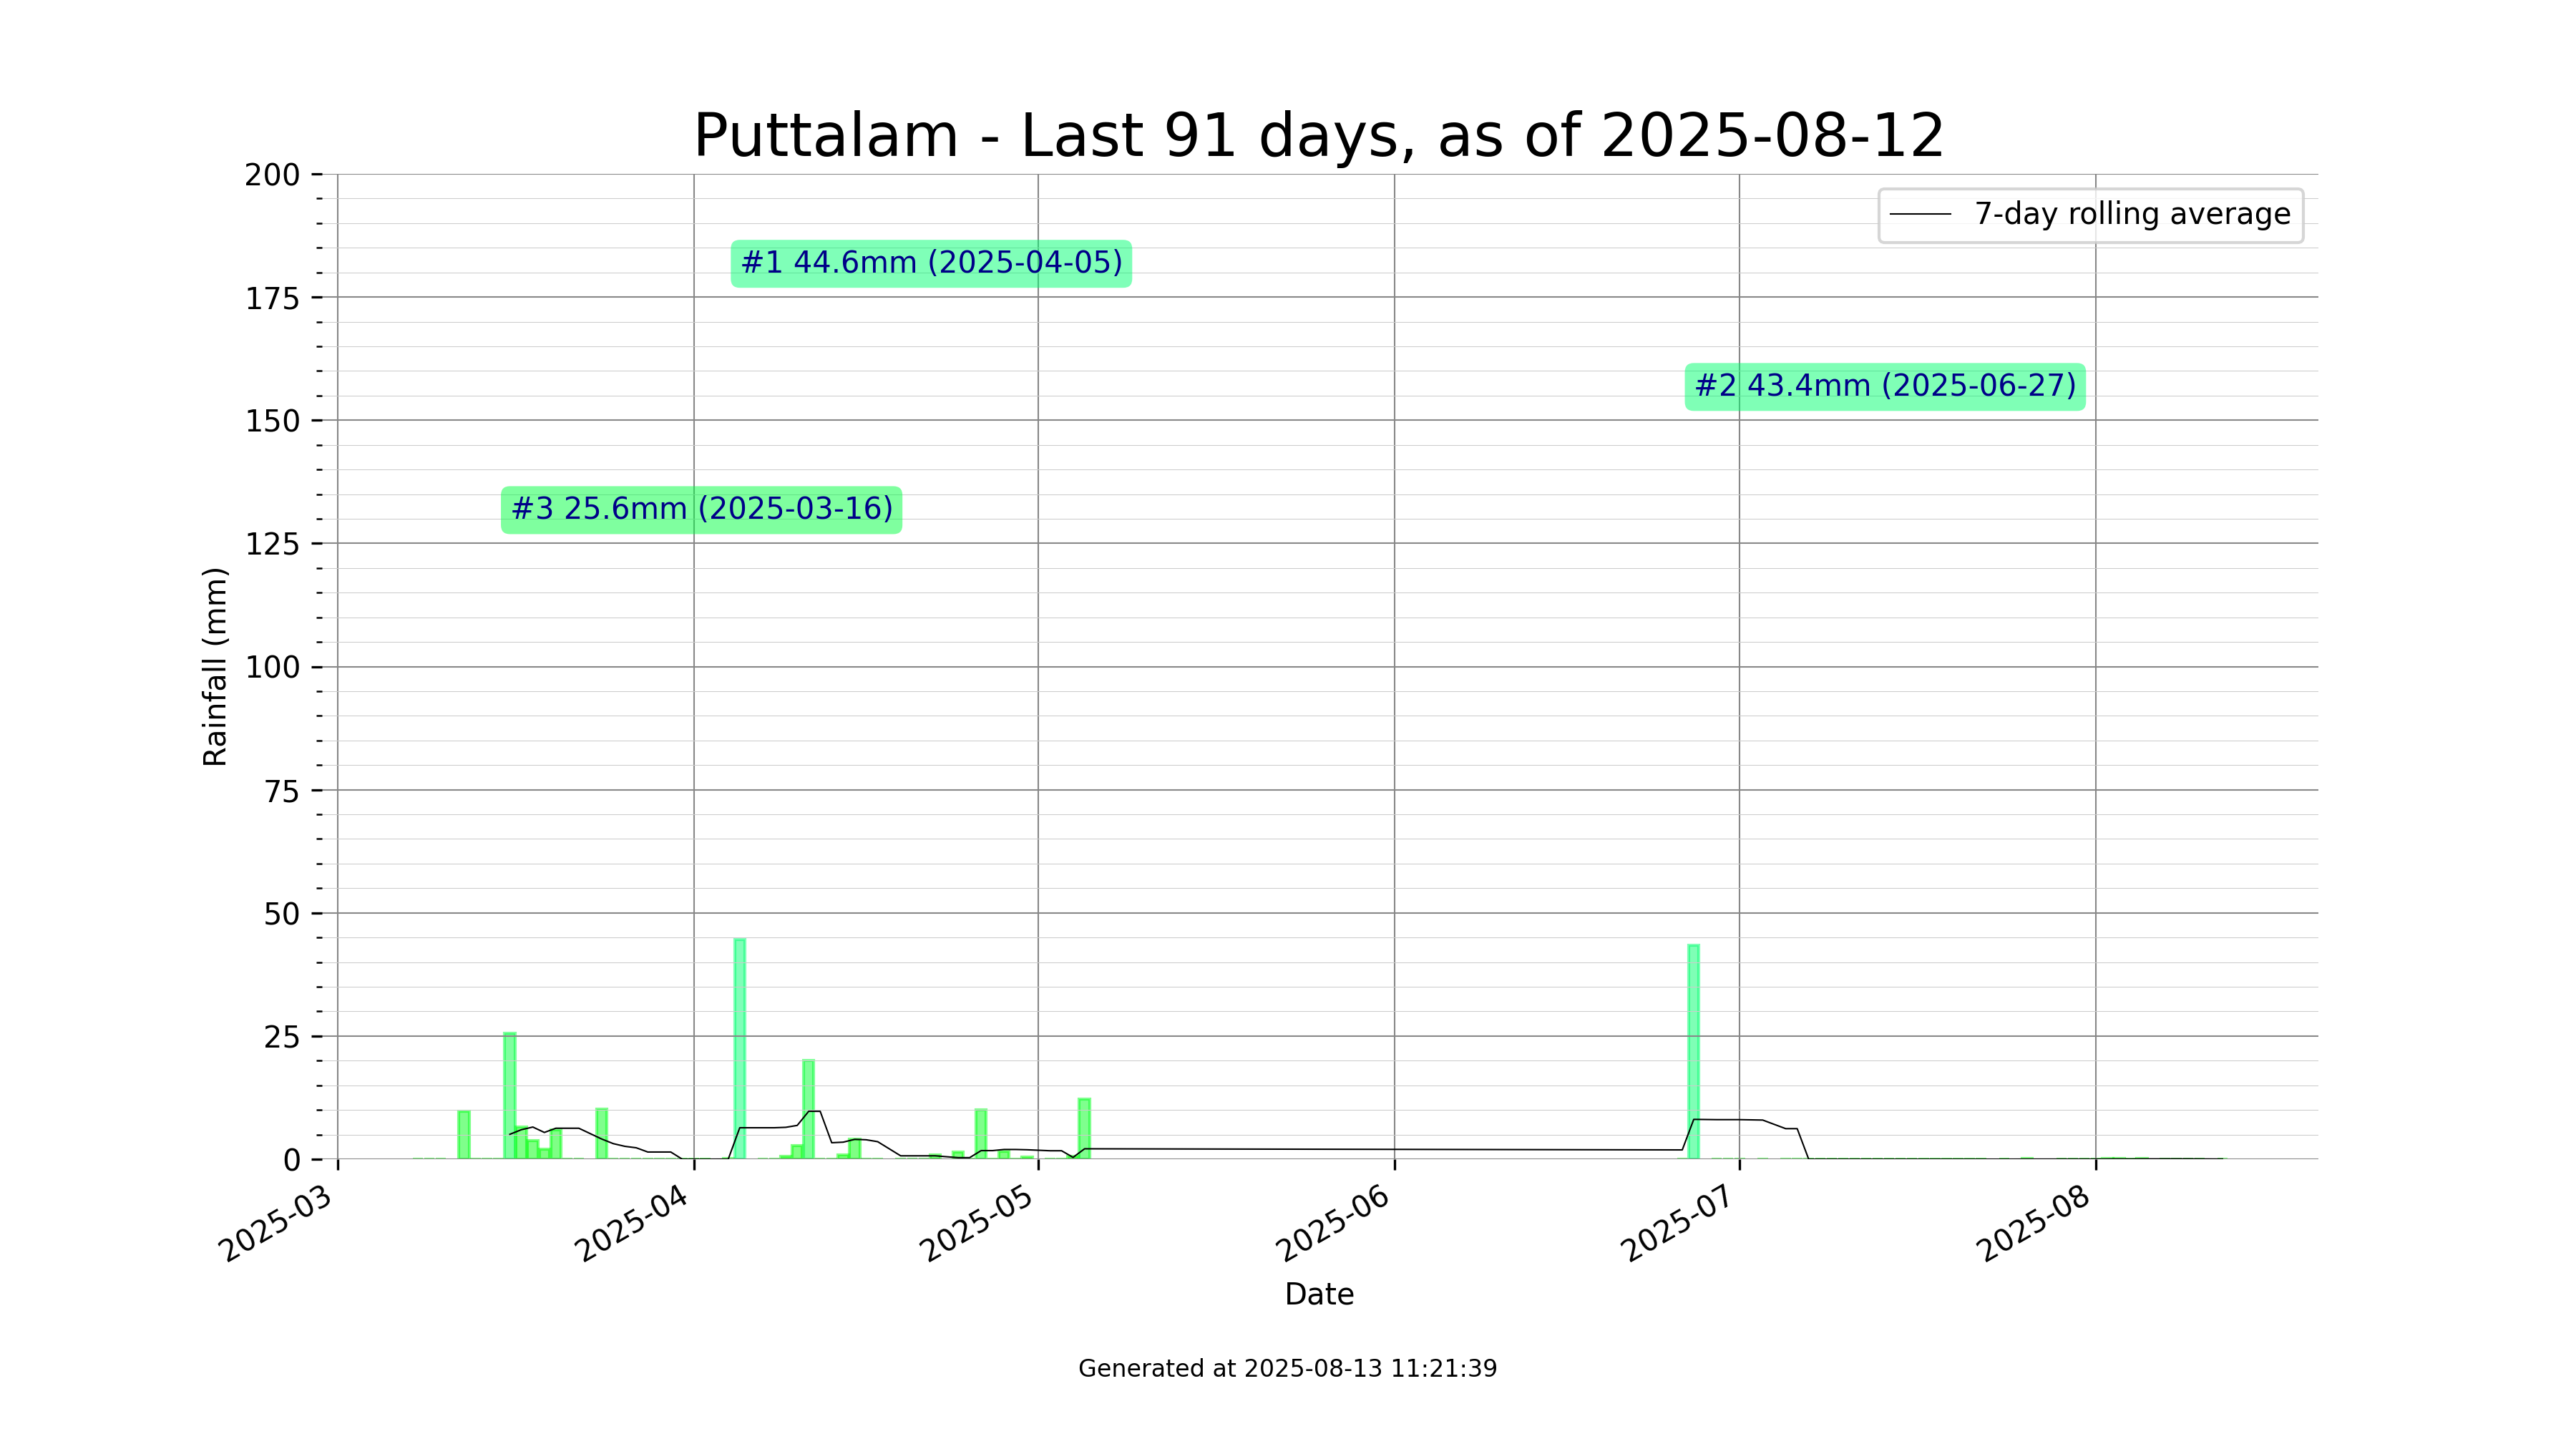 Puttalam - Last 91 days, as of 2025-08-12
7-day rolling average
#1 44.6mm (2025-04-05)
#2 43.4mm (2025-06-27)
#3 25.6mm (2025-03-16)
Rainfall (mm)
200
175
150
125
100
75
50
25
0
2025-03
2025-04
2025-05
2025-06
2025-07
2025-08
Date
Generated at 2025-08-13 11:21:39